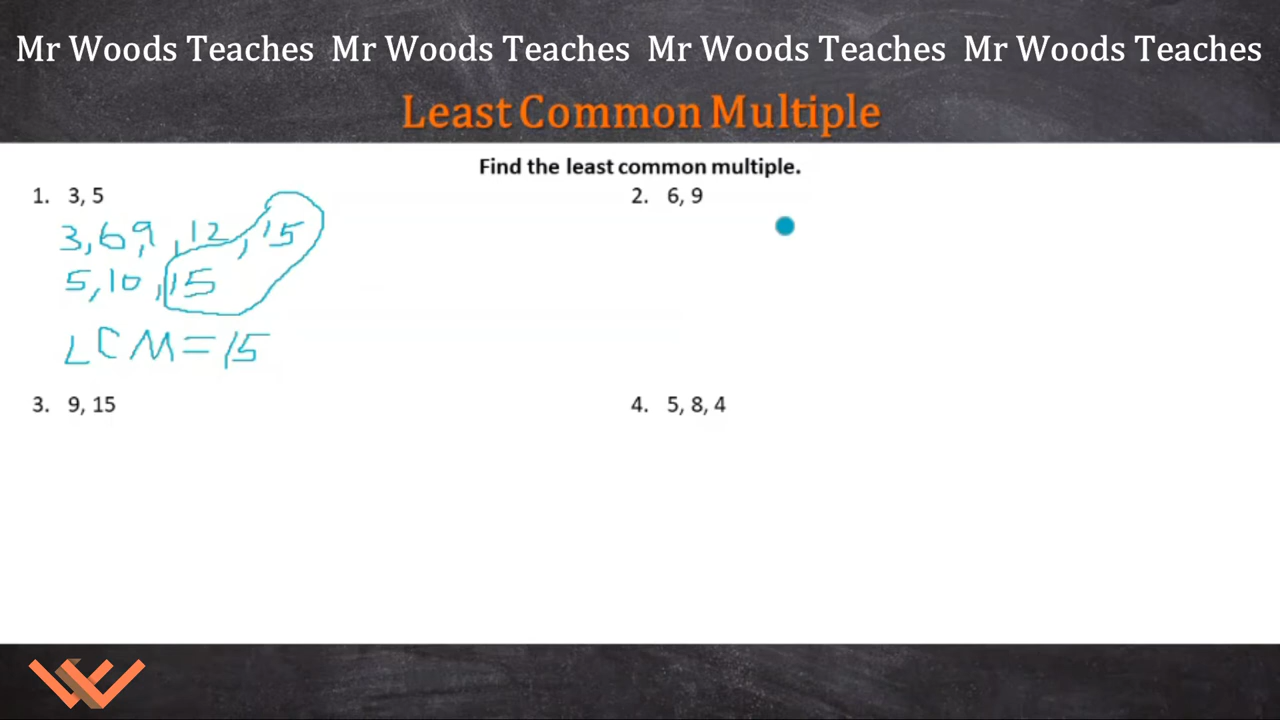 Mr Woods Teaches Mr Woods Teaches Mr Woods Teaches Mr Woods Teaches
Least Common Multiple
Find the least common multiple.
1. 3, 5
3, 6, 9, , 12, 15
5, 10, 15
LCM = 15
2. 6, 9
3. 9, 15
4. 5, 8, 4